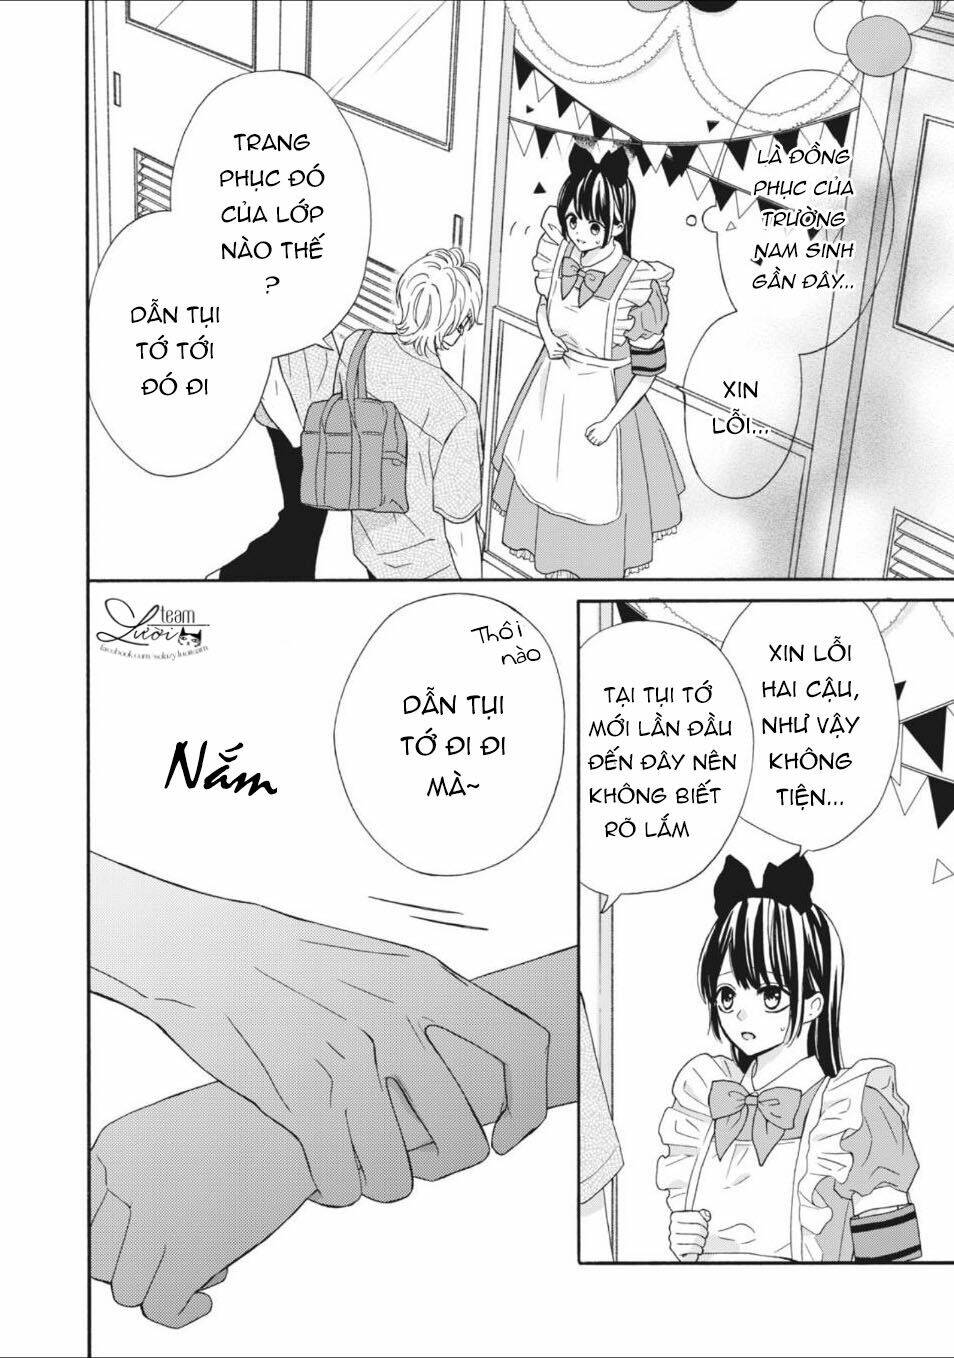 TRANG
PHỤC ĐÓ
CỦA LỚP
NÀO THẾ
?
DẪN TỤI
TỚ TỚI
ĐÓ ĐI
LÀ ĐỒNG
PHỤC CỦA
TRƯỜNG
NAM SINH
GẦN ĐÂY...
XIN
LỖI...
XIN LỖI
HAI CẬU,
NHƯ VẬY
KHÔNG
TIỆN...
TẠI TỤI TỚ
MỚI LẦN ĐẦU
ĐẾN ĐÂY NÊN
KHÔNG BIẾT
RÕ LẮM
Thôi
nào
DẪN TỤI
TỚ ĐI ĐI
MÀ~
Nắm
team
Lười